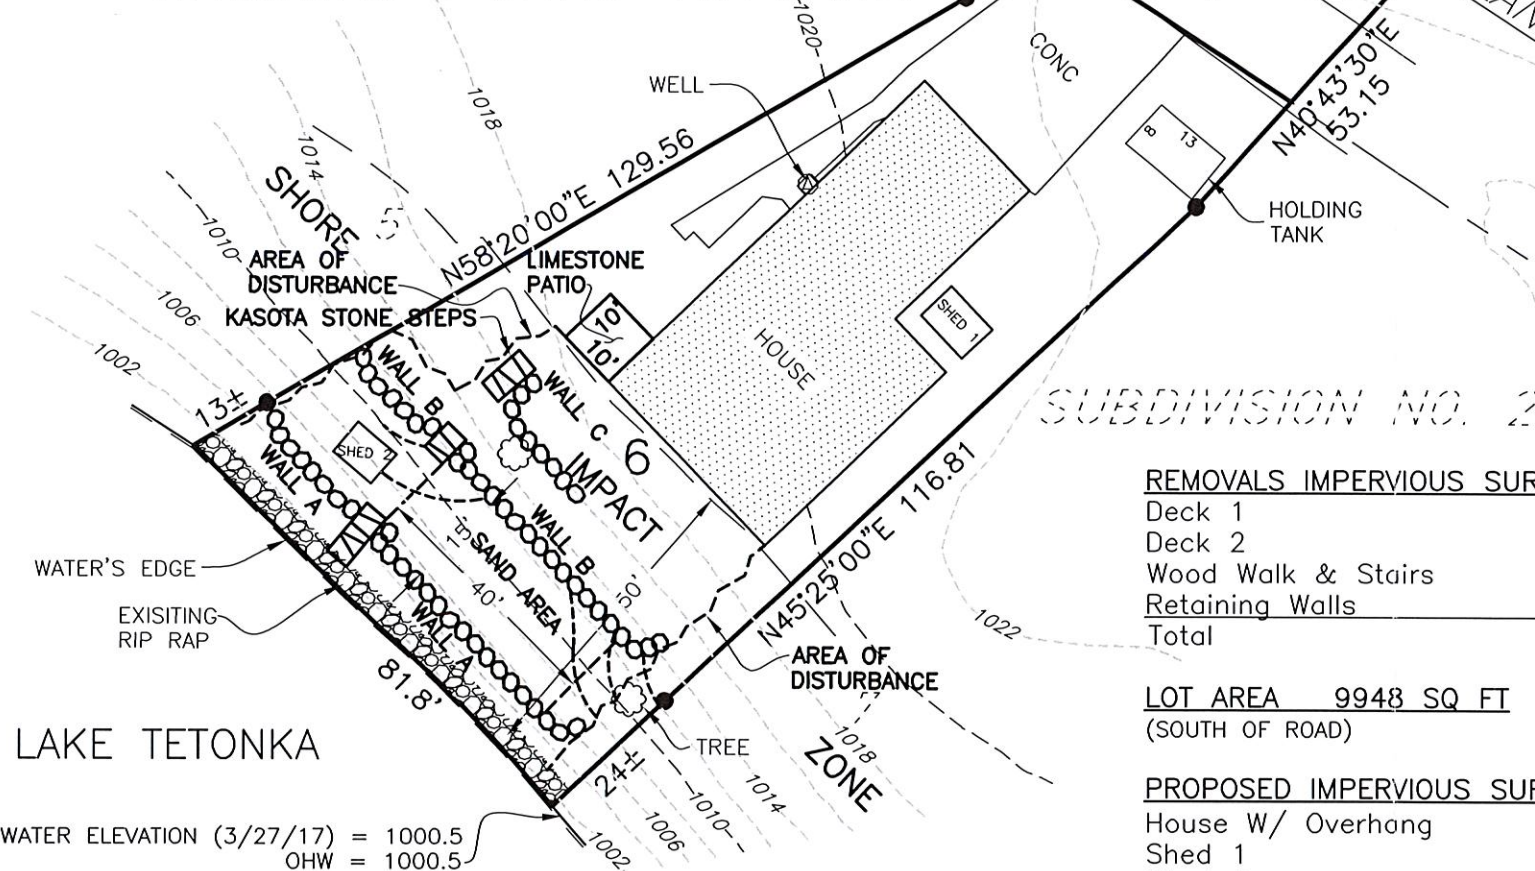 1020
CONC
N40°43'30"E
53.15
WELL
1018
8
13
1014
N58°20'00"E 129.56
SHORE
5
HOLDING
TANK
1010
AREA OF
DISTURBANCE
LIMESTONE
PATIO
KASOTA STONE STEPS
10'
10'
SHED 1
1006
HOUSE
1002
WALL B
WALL C
6
IMPACT
SUBDIVISION NO. 2
13±
SHED 2
WALL A
N45°25'00"E 116.81
REMOVALS IMPERVIOUS SUR
Deck 1
Deck 2
Wood Walk & Stairs
Retaining Walls
Total
WALL B
SAND AREA
40'
50'
WATER'S EDGE
EXISITING
RIP RAP
WALL A
81.8'
1022
AREA OF
DISTURBANCE
LOT AREA 9948 SQ FT
(SOUTH OF ROAD)
LAKE TETONKA
TREE
24±
1018
ZONE
1014
1010
1006
1002
PROPOSED IMPERVIOUS SUR
House W/ Overhang
Shed 1
WATER ELEVATION (3/27/17) = 1000.5
OHW = 1000.5